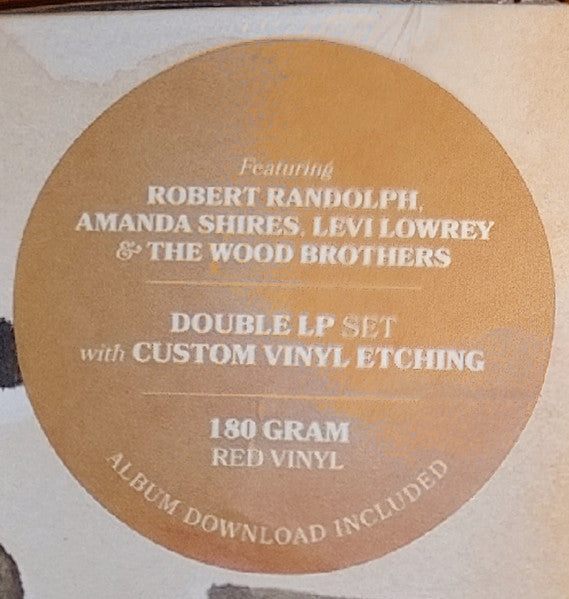 Featuring
ROBERT RANDOLPH,
AMANDA SHIRES, LEVI LOWREY
& THE WOOD BROTHERS
DOUBLE LP SET
with CUSTOM VINYL ETCHING
180 GRAM
RED VINYL
ALBUM DOWNLOAD INCLUDED